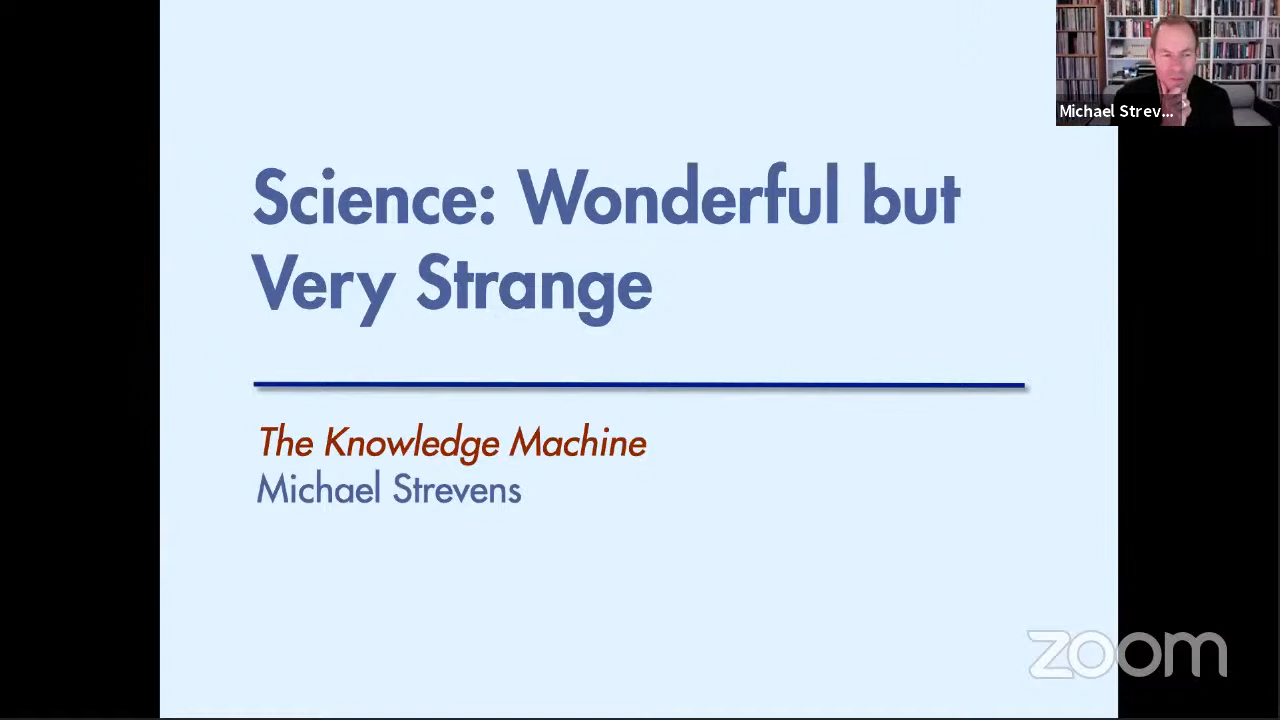 Science: Wonderful but
Very Strange
The Knowledge Machine
Michael Strevens
Michael Strev...
zoom